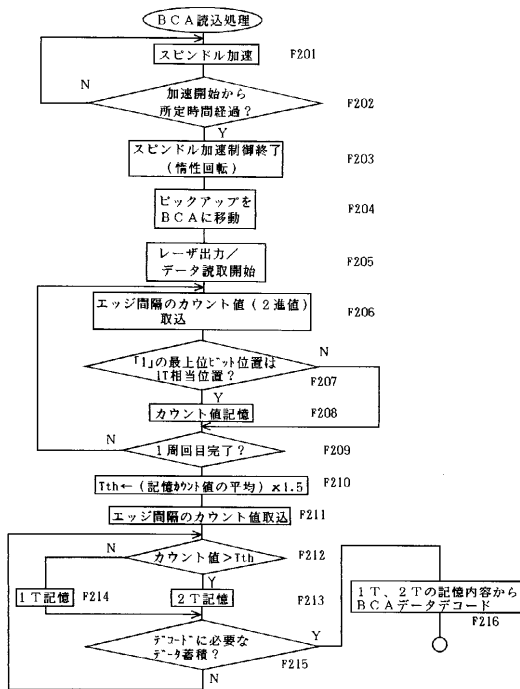 BCA読込処理
スピンドル加速
F201
N
加速開始から
所定時間経過?
F202
Y
スピンドル加速制御終了
(惰性回転)
F203
ピックアップを
BCAに移動
F204
レーザ出力/
データ読取開始
F205
エッジ間隔のカウント値(2進値)
取込
F206
「1」の最上位ビット位置は
1T相当位置?
N
F207
Y
カウント値記憶
F208
N
1周回目完了?
F209
Tth←(記憶カウント値の平均)×1.5
F210
エッジ間隔のカウント値取込
F211
N
カウント値>Tth
F212
Y
1T記憶
F214
2T記憶
F213
デコードに必要な
データ蓄積?
Y
F215
N
1T、2Tの記憶内容から
BCAデータデコード
F216